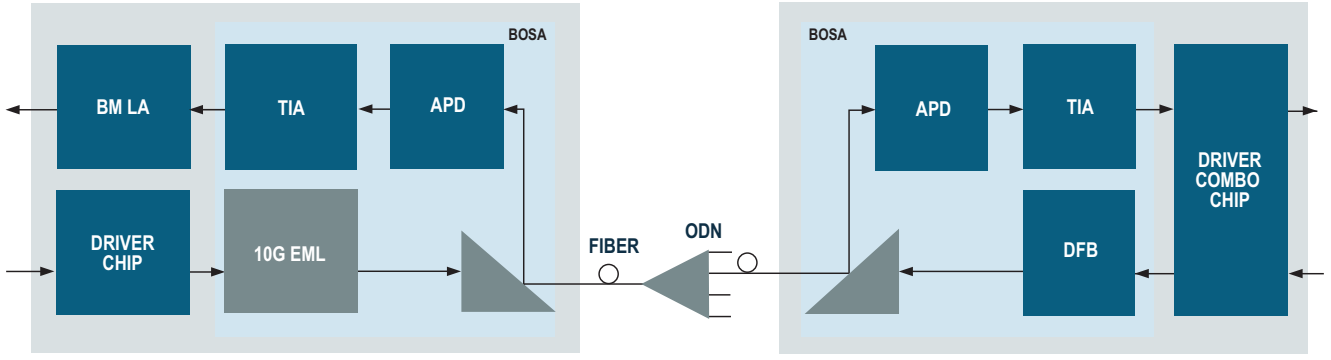 BOSA
BM LA
TIA
APD
DRIVER
CHIP
10G EML
FIBER
ODN
BOSA
APD
TIA
DRIVER
COMBO
CHIP
DFB